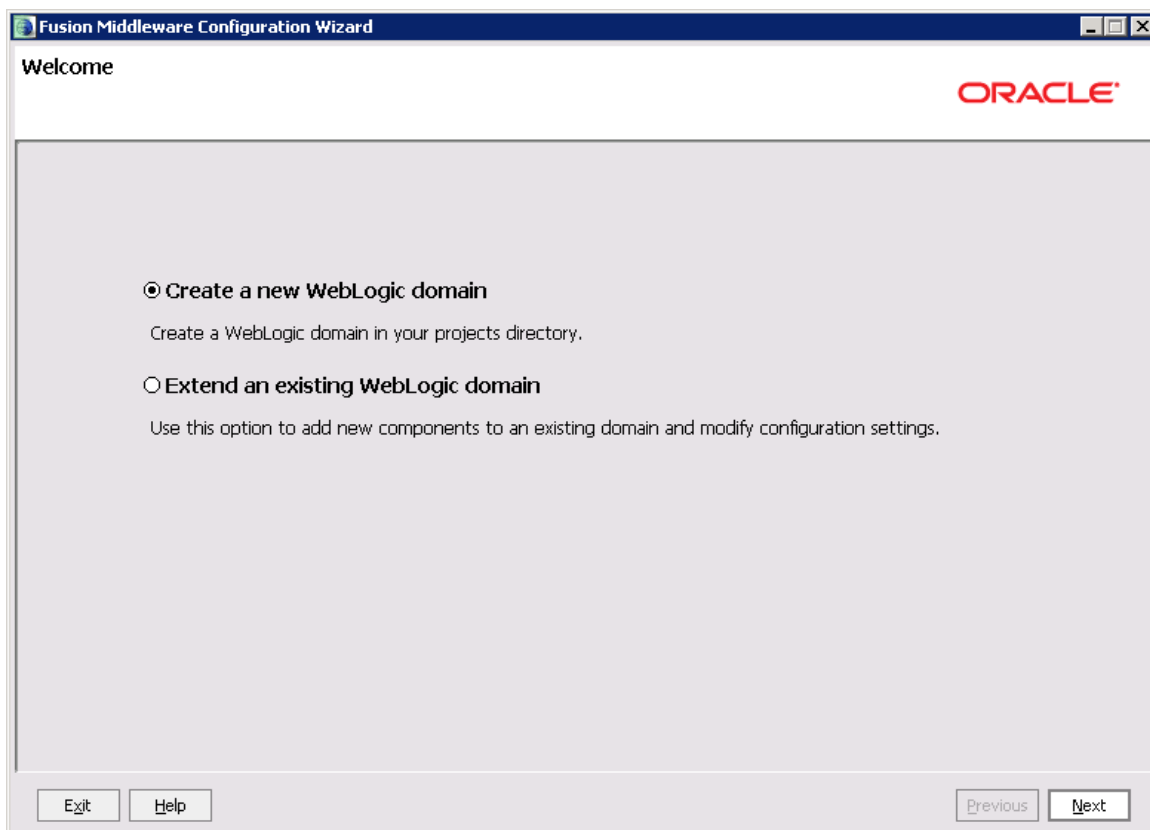 Fusion Middleware Configuration Wizard
Welcome
ORACLE
Create a new WebLogic domain
Create a WebLogic domain in your projects directory.
Extend an existing WebLogic domain
Use this option to add new components to an existing domain and modify configuration settings.
Exit Help Previous Next